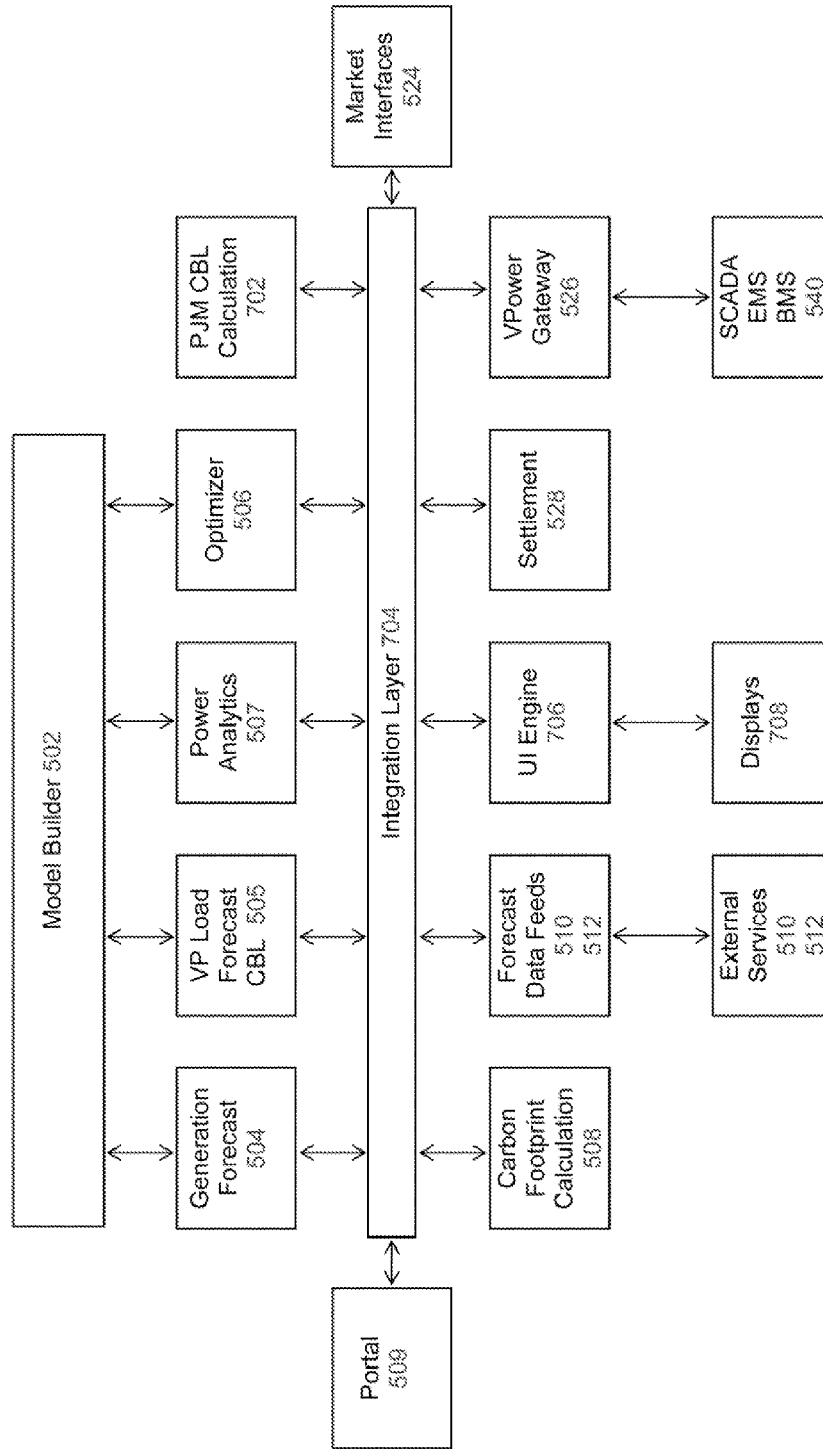 Model Builder 502
Generation
Forecast
504
VP Load
Forecast
CBL 505
Power
Analytics
507
Optimizer
506
PJM CBL
Calculation
702
Portal
509
Integration Layer 704
Market
Interfaces
524
Carbon
Footprint
Calculation
508
Forecast
Data Feeds
510
512
UI Engine
706
Settlement
528
VPower
Gateway
526
External
Services
510
512
Displays
708
SCADA
EMS
BMS
540